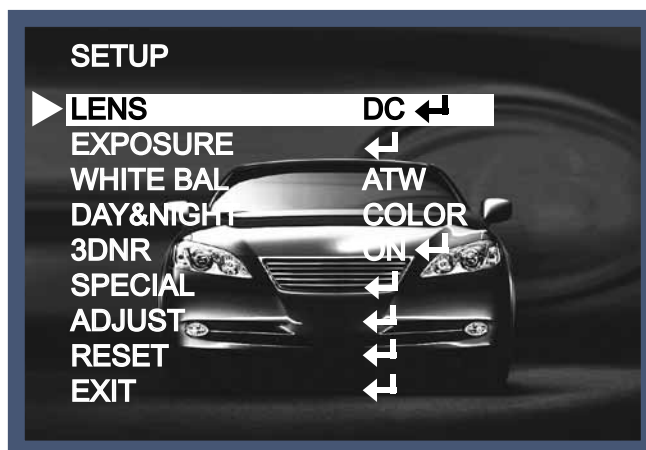 SETUP
LENS DC ↵
EXPOSURE ↵
WHITE BAL ATW
DAY&NIGHT COLOR
3DNR ON ↵
SPECIAL ↵
ADJUST ↵
RESET ↵
EXIT ↵